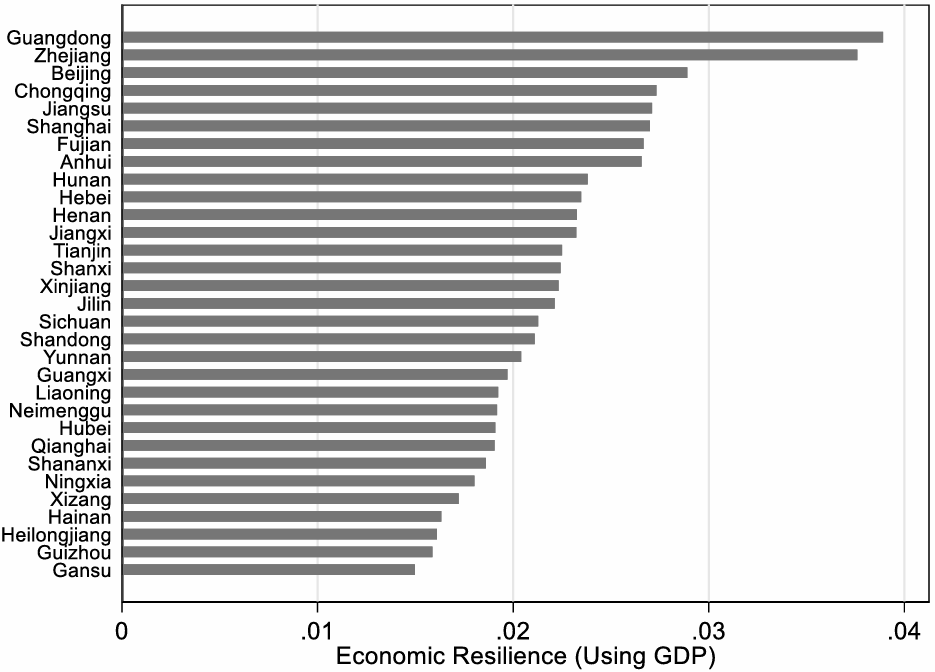 Guangdong
Zhejiang
Beijing
Chongqing
Jiangsu
Shanghai
Fujian
Anhui
Hunan
Hebei
Henan
Jiangxi
Tianjin
Shanxi
Xinjiang
Jilin
Sichuan
Shandong
Yunnan
Guangxi
Liaoning
Neimenggu
Hubei
Qianghai
Shananxi
Ningxia
Xizang
Hainan
Heilongjiang
Guizhou
Gansu
0 .01 .02 .03 .04
Economic Resilience (Using GDP)